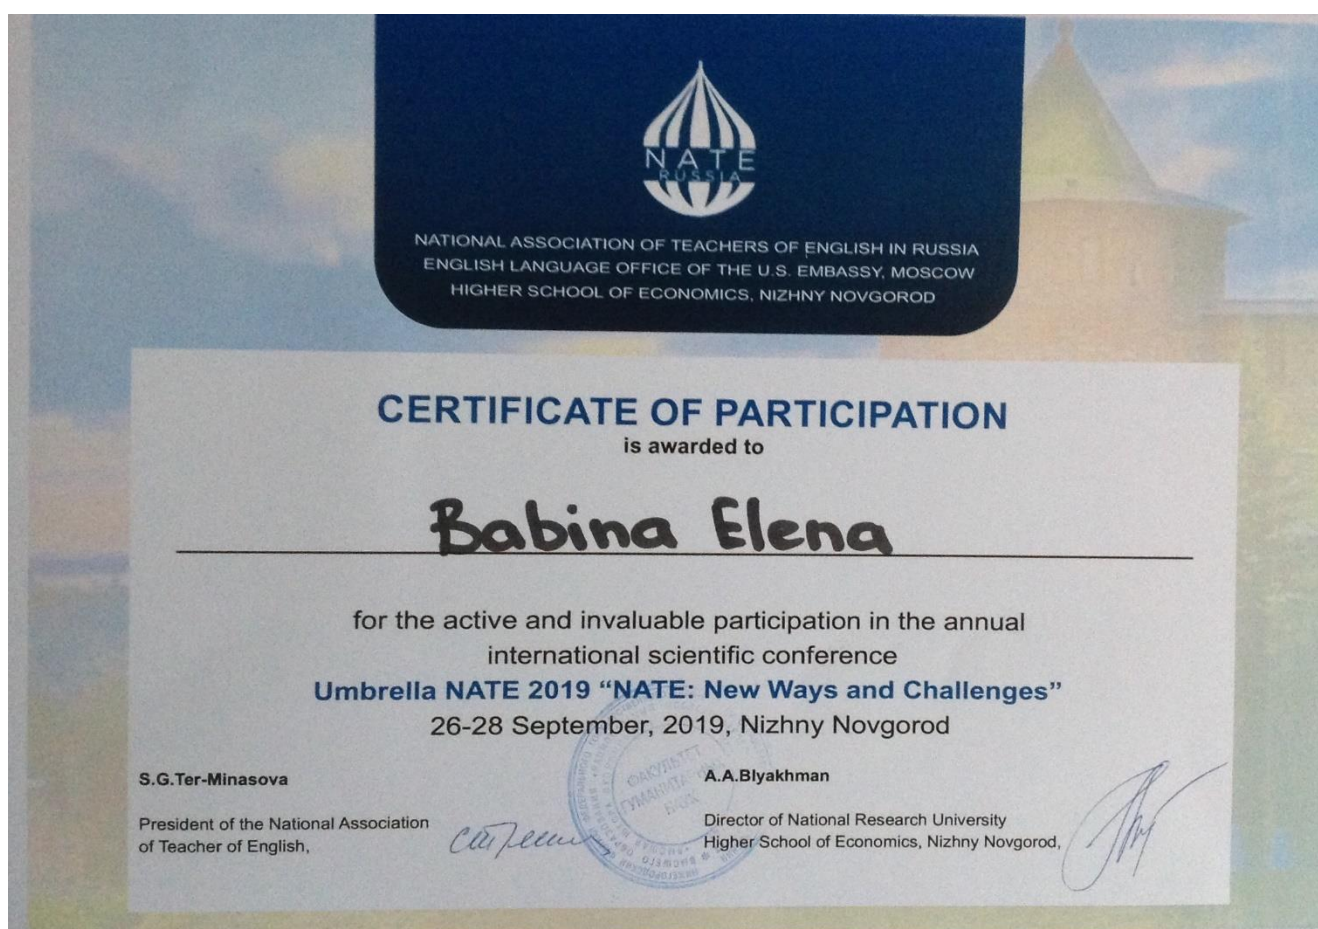 NATE
RUSSIA
NATIONAL ASSOCIATION OF TEACHERS OF ENGLISH IN RUSSIA
ENGLISH LANGUAGE OFFICE OF THE U.S. EMBASSY, MOSCOW
HIGHER SCHOOL OF ECONOMICS, NIZHNY NOVGOROD
CERTIFICATE OF PARTICIPATION
is awarded to
Babina Elena
for the active and invaluable participation in the annual
international scientific conference
Umbrella NATE 2019 “NATE: New Ways and Challenges”
26-28 September, 2019, Nizhny Novgorod
S.G.Ter-Minasova
President of the National Association
of Teacher of English,
ФАКУЛЬТЕТ
ГУМАНИТАРНЫХ
НАУК
A.A.Blyakhman
Director of National Research University
Higher School of Economics, Nizhny Novgorod,